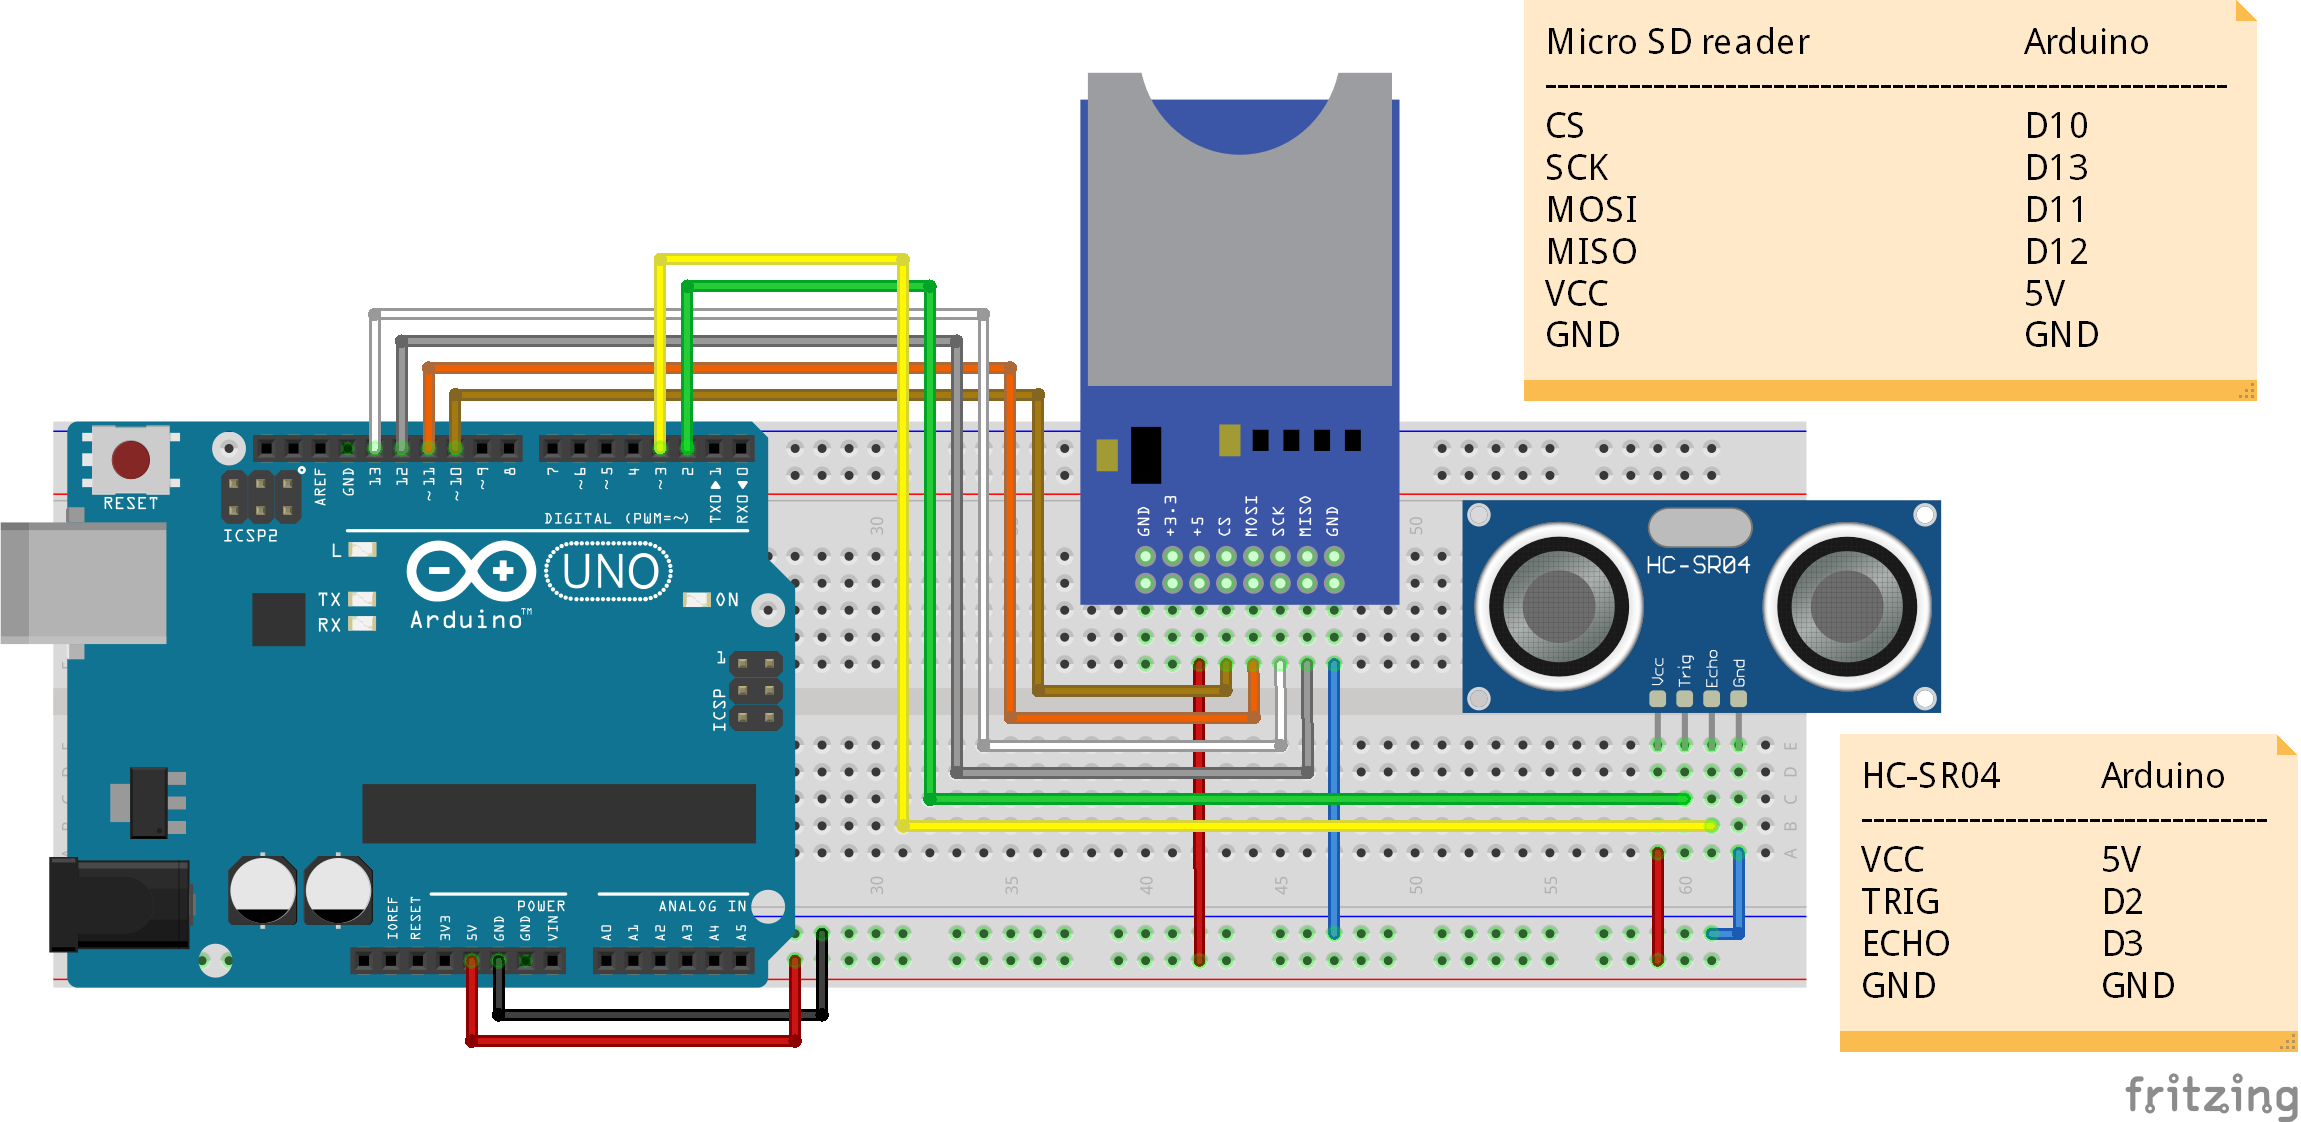 Micro SD reader Arduino
---------------------------------------------------------
CS D10
SCK D13
MOSI D11
MISO D12
VCC 5V
GND GND
RESET
ICSP2
AREF
GND
13
12
~11
~10
~9
8
7
~6
~5
4
~3
2
TX0▶1
RX0◀0
DIGITAL (PWM=~)
L
TX
RX
UNO
Arduino™
ON
1
ICSP
IOREF
RESET
3V3
5V
GND
GND
VIN
POWER
A0
A1
A2
A3
A4
A5
ANALOG IN
GND
+3.3
+5
CS
MOSI
SCK
MISO
GND
30
50
HC-SR04
Vcc
Trig
Echo
Gnd
E
D
C
B
A
30
35
40
45
50
55
60
HC-SR04 Arduino
----------------------------------
VCC 5V
TRIG D2
ECHO D3
GND GND
fritzing